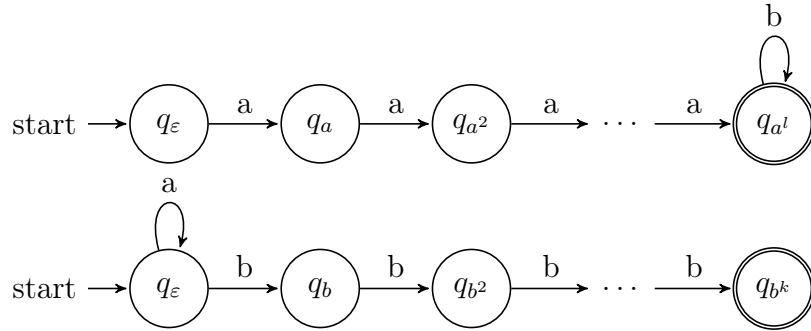 b
a a a a
start q_ε q_a q_{a^2} ⋯ q_{a^l}
a
b b b b
start q_ε q_b q_{b^2} ⋯ q_{b^k}